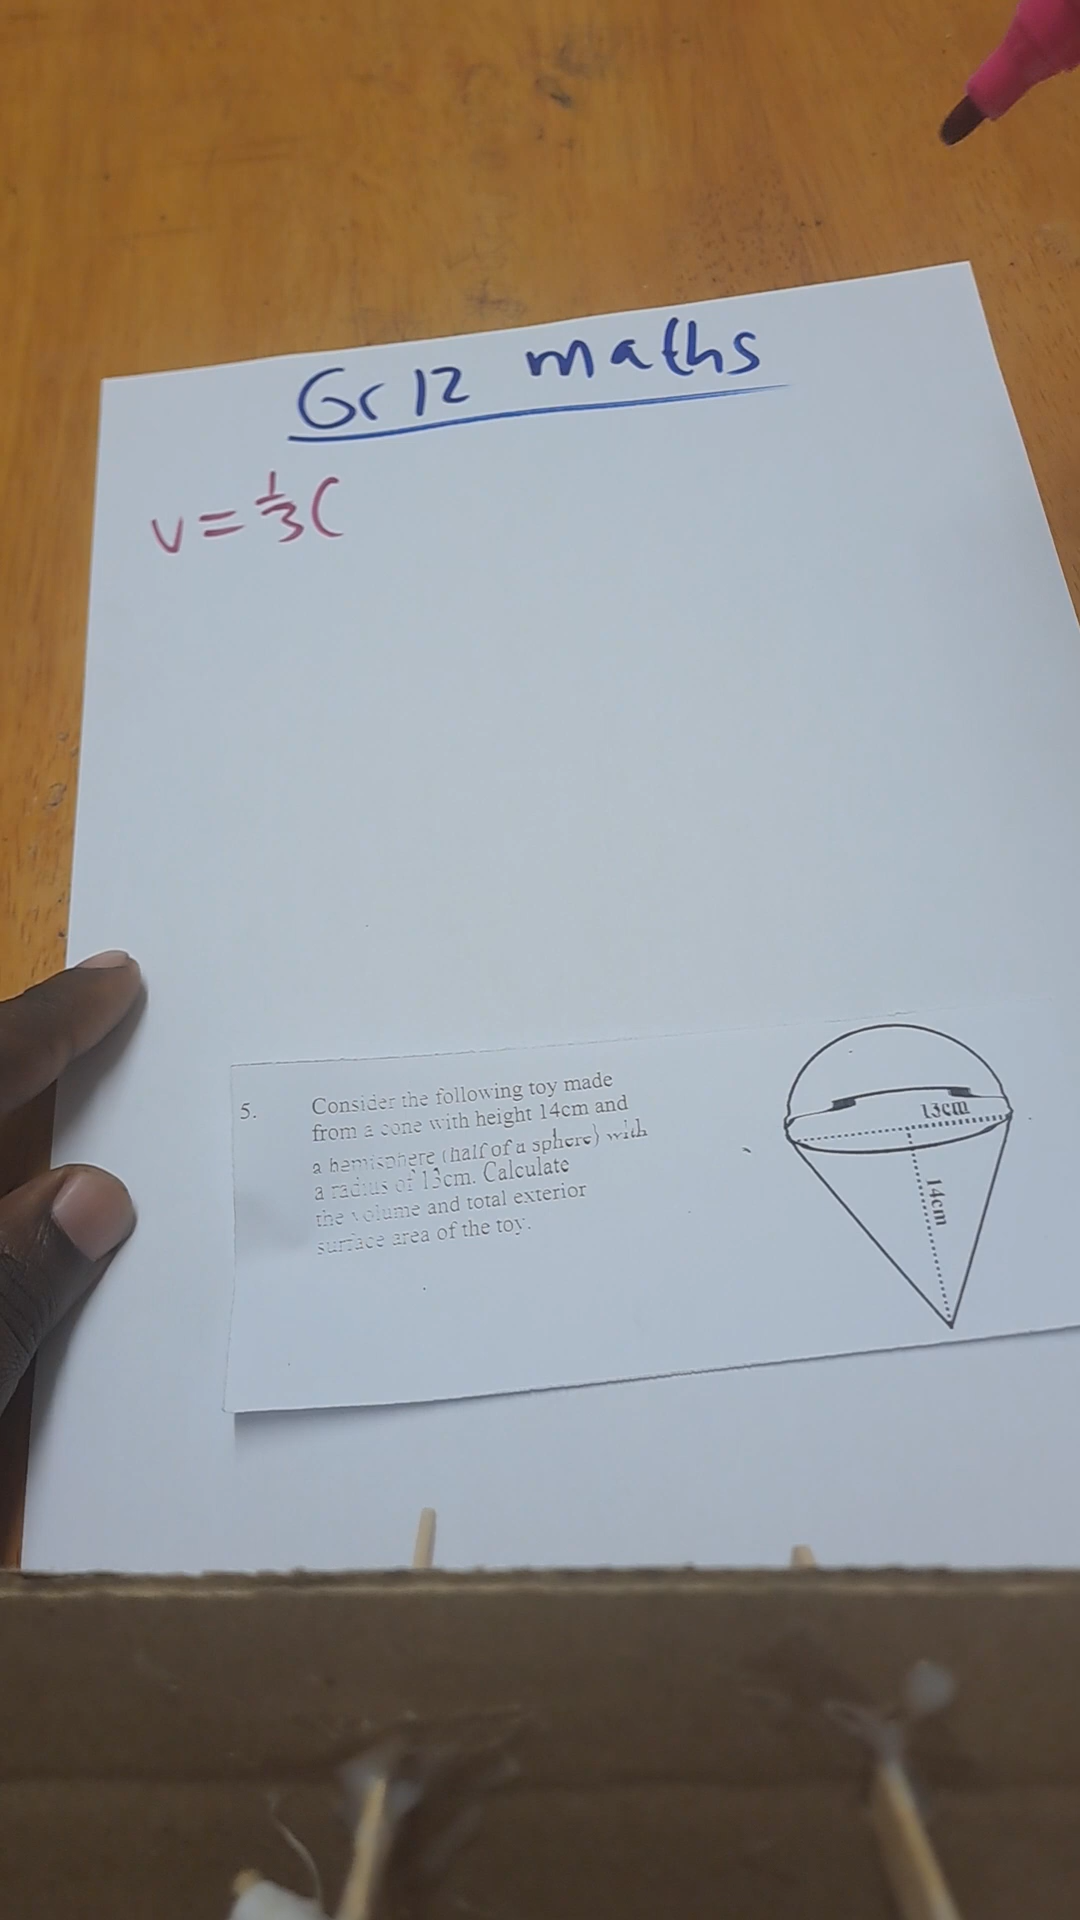 Gr 12 maths
v = 1/3 (
5. Consider the following toy made
from a cone with height 14cm and
a hemisphere (half of a sphere) with
a radius of 13cm. Calculate
the volume and total exterior
surface area of the toy.
13cm
14cm